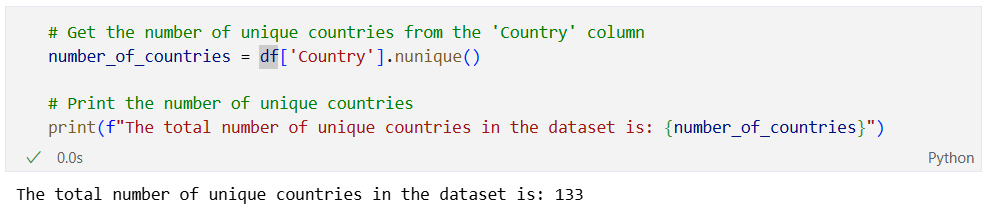 # Get the number of unique countries from the 'Country' column
number_of_countries = df['Country'].nunique()
# Print the number of unique countries
print(f"The total number of unique countries in the dataset is: {number_of_countries}")
✓ 0.0s Python
The total number of unique countries in the dataset is: 133